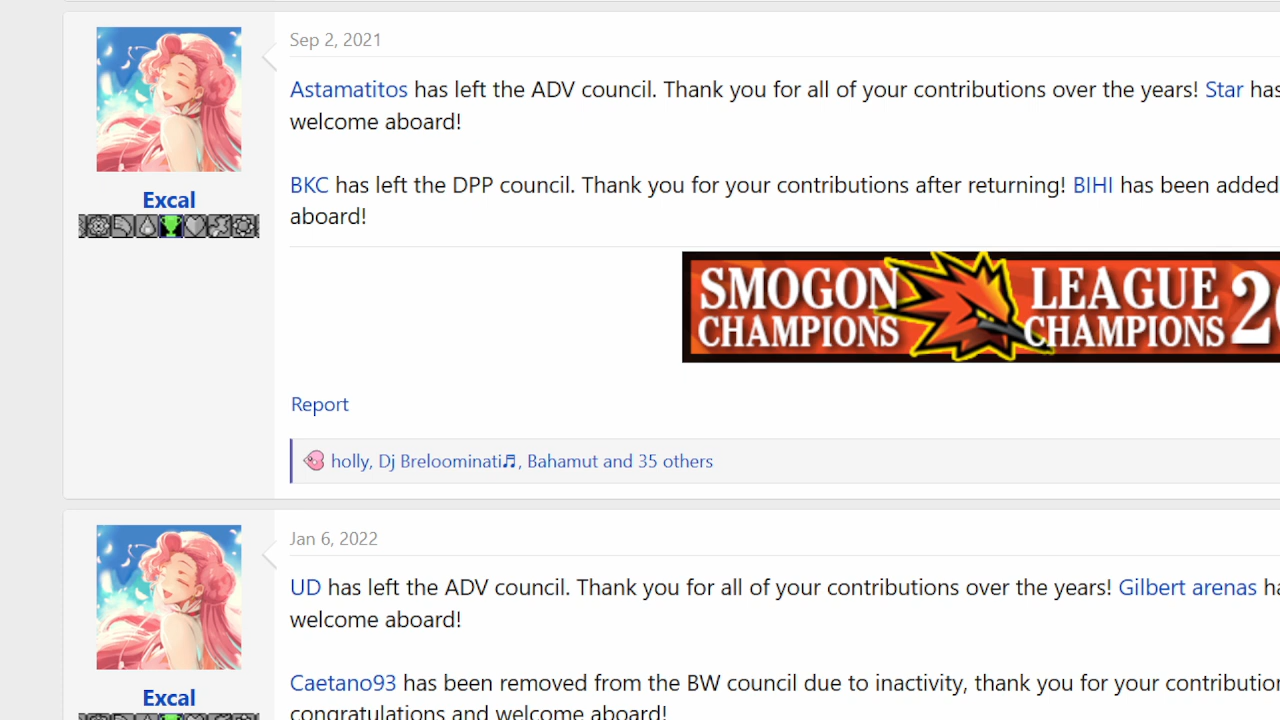 Sep 2, 2021
Astamatitos has left the ADV council. Thank you for all of your contributions over the years! Star has
welcome aboard!
BKC has left the DPP council. Thank you for your contributions after returning! BIHI has been added
aboard!
Excal
SMOGON LEAGUE
CHAMPIONS CHAMPIONS 2
Report
holly, Dj Breloominati♬, Bahamut and 35 others
Jan 6, 2022
UD has left the ADV council. Thank you for all of your contributions over the years! Gilbert arenas ha
welcome aboard!
Caetano93 has been removed from the BW council due to inactivity, thank you for your contribution
congratulations and welcome aboard!
Excal